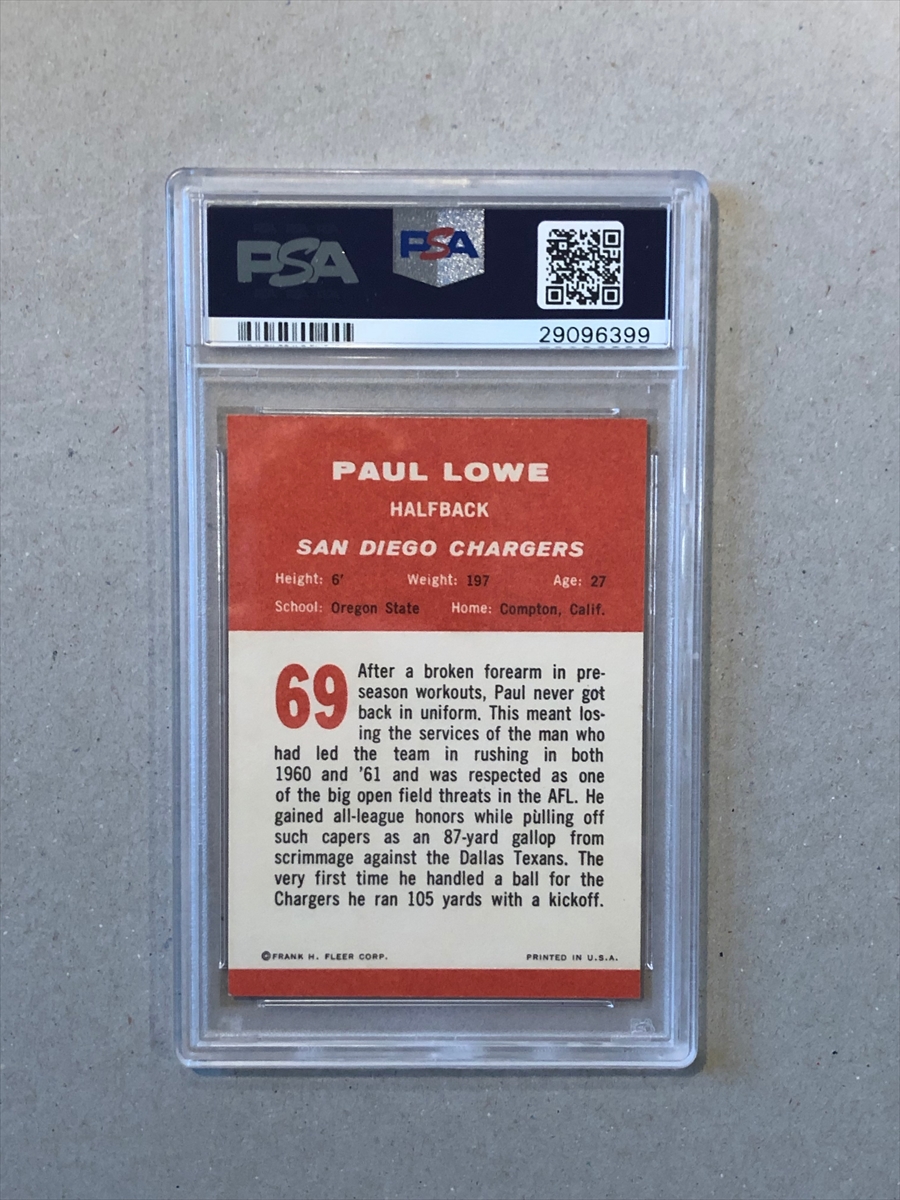 PSA PSA
29096399
PAUL LOWE
HALFBACK
SAN DIEGO CHARGERS
Height: 6' Weight: 197 Age: 27
School: Oregon State Home: Compton, Calif.
69 After a broken forearm in pre-
season workouts, Paul never got
back in uniform. This meant los-
ing the services of the man who
had led the team in rushing in both
1960 and '61 and was respected as one
of the big open field threats in the AFL. He
gained all-league honors while pulling off
such capers as an 87-yard gallop from
scrimmage against the Dallas Texans. The
very first time he handled a ball for the
Chargers he ran 105 yards with a kickoff.
©FRANK H. FLEER CORP. PRINTED IN U.S.A.